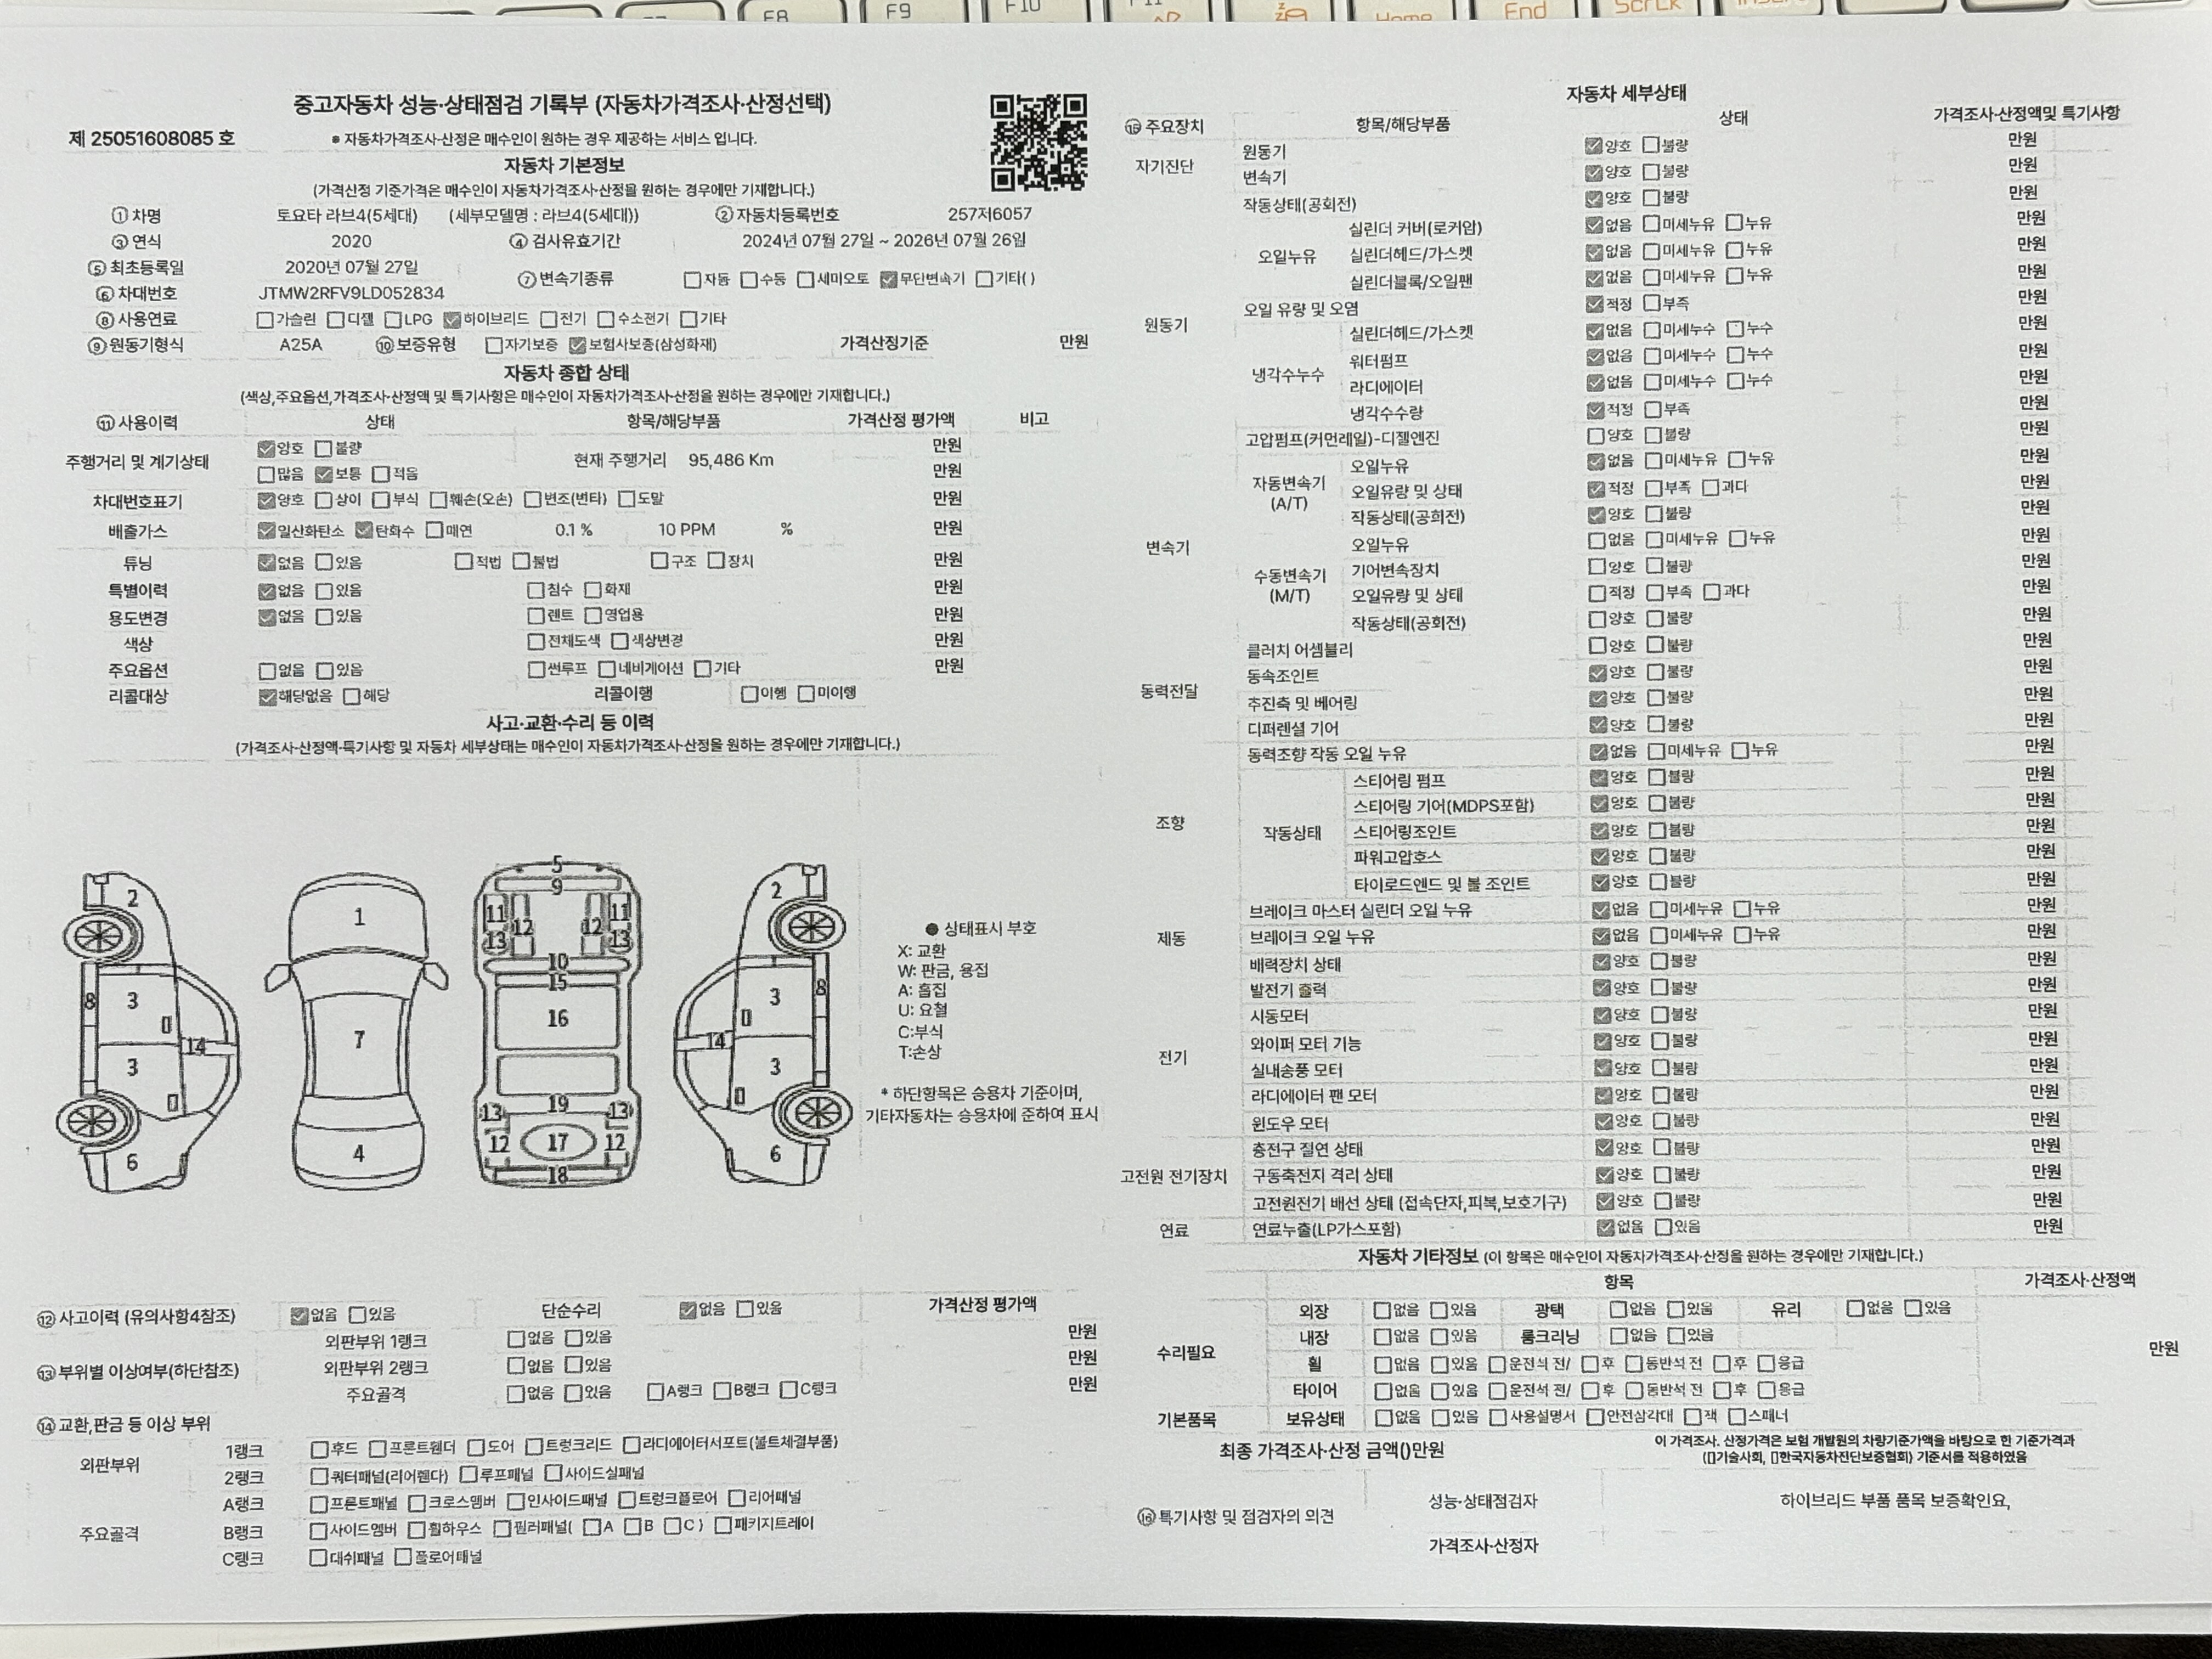 F8 F9 F10 F11 Home End ScrLk Insert
중고자동차 성능·상태점검 기록부 (자동차가격조사·산정선택)
제 25051608085 호
※ 자동차가격조사·산정은 매수인이 원하는 경우 제공하는 서비스 입니다.
자동차 기본정보
(가격산정 기준가격은 매수인이 자동차가격조사·산정을 원하는 경우에만 기재합니다.)
① 차명 토요타 라브4(5세대) (세부모델명 : 라브4(5세대)) ② 자동차등록번호 257저6057
③ 연식 2020 ④ 검사유효기간 2024년 07월 27일 ~ 2026년 07월 26일
⑤ 최초등록일 2020년 07월 27일
⑦ 변속기종류 ☐자동 ☐수동 ☐세미오토 ☑무단변속기 ☐기타( )
⑥ 차대번호 JTMW2RFV9LD052834
⑧ 사용연료 ☐가솔린 ☐디젤 ☐LPG ☑하이브리드 ☐전기 ☐수소전기 ☐기타
⑨ 원동기형식 A25A ⑩ 보증유형 ☐자기보증 ☑보험사보증(삼성화재) 가격산정기준 만원
자동차 종합 상태
(색상,주요옵션,가격조사·산정액 및 특기사항은 매수인이 자동차가격조사·산정을 원하는 경우에만 기재합니다.)
⑪ 사용이력 상태 항목/해당부품 가격산정 평가액 비고
주행거리 및 계기상태 ☑양호 ☐불량 만원
현재 주행거리 95,486 Km
☐많음 ☑보통 ☐적음 만원
차대번호표기 ☑양호 ☐상이 ☐부식 ☐훼손(오손) ☐변조(변타) ☐도말 만원
배출가스 ☑일산화탄소 ☑탄화수 ☐매연 0.1 % 10 PPM % 만원
튜닝 ☑없음 ☐있음 ☐적법 ☐불법 ☐구조 ☐장치 만원
특별이력 ☑없음 ☐있음 ☐침수 ☐화재 만원
용도변경 ☑없음 ☐있음 ☐렌트 ☐영업용 만원
색상 ☐전체도색 ☐색상변경 만원
주요옵션 ☐없음 ☐있음 ☐썬루프 ☐네비게이션 ☐기타 만원
리콜대상 ☑해당없음 ☐해당 리콜이행 ☐이행 ☐미이행
사고·교환·수리 등 이력
(가격조사·산정액·특기사항 및 자동차 세부상태는 매수인이 자동차가격조사·산정을 원하는 경우에만 기재합니다.)
2 8 3 3 14 6
1 7 4
5 9 11 11 12 12 13 13 10 15 16 19 13 13 12 17 12 18
2 3 8 14 3 6
● 상태표시 부호
X: 교환
W: 판금, 용접
A: 흠집
U: 요철
C:부식
T:손상
* 하단항목은 승용차 기준이며,
기타자동차는 승용차에 준하여 표시
⑫ 사고이력 (유의사항4참조) ☑없음 ☐있음 단순수리 ☑없음 ☐있음 가격산정 평가액
⑬ 부위별 이상여부(하단참조)
외판부위 1랭크 ☐없음 ☐있음 만원
외판부위 2랭크 ☐없음 ☐있음 만원
주요골격 ☐없음 ☐있음 ☐A랭크 ☐B랭크 ☐C랭크 만원
⑭ 교환,판금 등 이상 부위
외판부위
1랭크 ☐후드 ☐프론트휀더 ☐도어 ☐트렁크리드 ☐라디에이터서포트(볼트체결부품)
2랭크 ☐쿼터패널(리어휀다) ☐루프패널 ☐사이드실패널
주요골격
A랭크 ☐프론트패널 ☐크로스멤버 ☐인사이드패널 ☐트렁크플로어 ☐리어패널
B랭크 ☐사이드멤버 ☐휠하우스 ☐필러패널( ☐A ☐B ☐C ) ☐패키지트레이
C랭크 ☐대쉬패널 ☐플로어패널
자동차 세부상태
⑮ 주요장치 항목/해당부품 상태 가격조사·산정액및 특기사항
자기진단
원동기 ☑양호 ☐불량 만원
변속기 ☑양호 ☐불량 만원
원동기
작동상태(공회전) ☑양호 ☐불량 만원
오일누유
실린더 커버(로커암) ☑없음 ☐미세누유 ☐누유 만원
실린더헤드/가스켓 ☑없음 ☐미세누유 ☐누유 만원
실린더블록/오일팬 ☑없음 ☐미세누유 ☐누유 만원
오일 유량 및 오염 ☑적정 ☐부족 만원
냉각수누수
실린더헤드/가스켓 ☑없음 ☐미세누수 ☐누수 만원
워터펌프 ☑없음 ☐미세누수 ☐누수 만원
라디에이터 ☑없음 ☐미세누수 ☐누수 만원
냉각수수량 ☑적정 ☐부족 만원
고압펌프(커먼레일)-디젤엔진 ☐양호 ☐불량 만원
변속기
자동변속기 (A/T)
오일누유 ☑없음 ☐미세누유 ☐누유 만원
오일유량 및 상태 ☑적정 ☐부족 ☐과다 만원
작동상태(공회전) ☑양호 ☐불량 만원
수동변속기 (M/T)
오일누유 ☐없음 ☐미세누유 ☐누유 만원
기어변속장치 ☐양호 ☐불량 만원
오일유량 및 상태 ☐적정 ☐부족 ☐과다 만원
작동상태(공회전) ☐양호 ☐불량 만원
동력전달
클러치 어셈블리 ☐양호 ☐불량 만원
동속조인트 ☑양호 ☐불량 만원
추진축 및 베어링 ☑양호 ☐불량 만원
디퍼렌셜 기어 ☑양호 ☐불량 만원
조향
동력조향 작동 오일 누유 ☑없음 ☐미세누유 ☐누유 만원
작동상태
스티어링 펌프 ☑양호 ☐불량 만원
스티어링 기어(MDPS포함) ☑양호 ☐불량 만원
스티어링조인트 ☑양호 ☐불량 만원
파워고압호스 ☑양호 ☐불량 만원
타이로드엔드 및 볼 조인트 ☑양호 ☐불량 만원
제동
브레이크 마스터 실린더 오일 누유 ☑없음 ☐미세누유 ☐누유 만원
브레이크 오일 누유 ☑없음 ☐미세누유 ☐누유 만원
배력장치 상태 ☑양호 ☐불량 만원
전기
발전기 출력 ☑양호 ☐불량 만원
시동모터 ☑양호 ☐불량 만원
와이퍼 모터 기능 ☑양호 ☐불량 만원
실내송풍 모터 ☑양호 ☐불량 만원
라디에이터 팬 모터 ☑양호 ☐불량 만원
윈도우 모터 ☑양호 ☐불량 만원
고전원 전기장치
충전구 절연 상태 ☑양호 ☐불량 만원
구동축전지 격리 상태 ☑양호 ☐불량 만원
고전원전기 배선 상태 (접속단자,피복,보호기구) ☑양호 ☐불량 만원
연료 연료누출(LP가스포함) ☑없음 ☐있음 만원
자동차 기타정보 (이 항목은 매수인이 자동차가격조사·산정을 원하는 경우에만 기재합니다.)
항목 가격조사·산정액
수리필요
외장 ☐없음 ☐있음 광택 ☐없음 ☐있음 유리 ☐없음 ☐있음
내장 ☐없음 ☐있음 룸크리닝 ☐없음 ☐있음
만원
휠 ☐없음 ☐있음 ☐운전석 전/ ☐후 ☐동반석 전 ☐후 ☐응급
타이어 ☐없음 ☐있음 ☐운전석 전/ ☐후 ☐동반석 전 ☐후 ☐응급
기본품목 보유상태 ☐없음 ☐있음 ☐사용설명서 ☐안전삼각대 ☐잭 ☐스패너
최종 가격조사·산정 금액()만원
이 가격조사. 산정가격은 보험 개발원의 차량기준가액을 바탕으로 한 기준가격과
([]기술사회, []한국자동차진단보증협회) 기준서를 적용하였음
⑯ 특기사항 및 점검자의 의견
성능·상태점검자 하이브리드 부품 품목 보증확인요,
가격조사·산정자